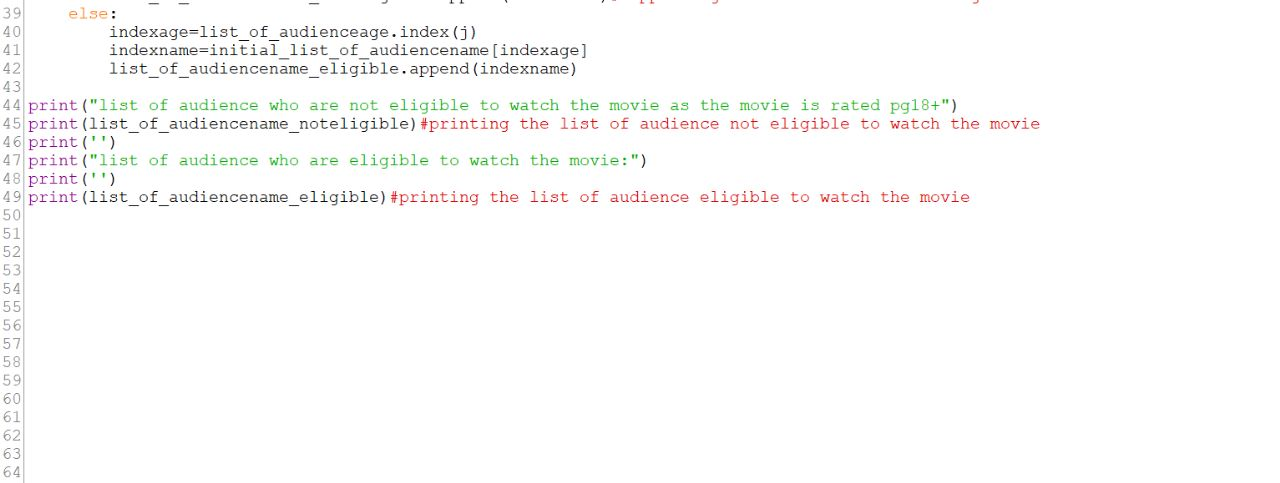 39 else:
40 indexage=list_of_audienceage.index(j)
41 indexname=initial_list_of_audiencename[indexage]
42 list_of_audiencename_eligible.append(indexname)
43
44 print("list of audience who are not eligible to watch the movie as the movie is rated pg18+")
45 print(list_of_audiencename_noteligible)#printing the list of audience not eligible to watch the movie
46 print('')
47 print("list of audience who are eligible to watch the movie:")
48 print('')
49 print(list_of_audiencename_eligible)#printing the list of audience eligible to watch the movie
50
51
52
53
54
55
56
57
58
59
60
61
62
63
64